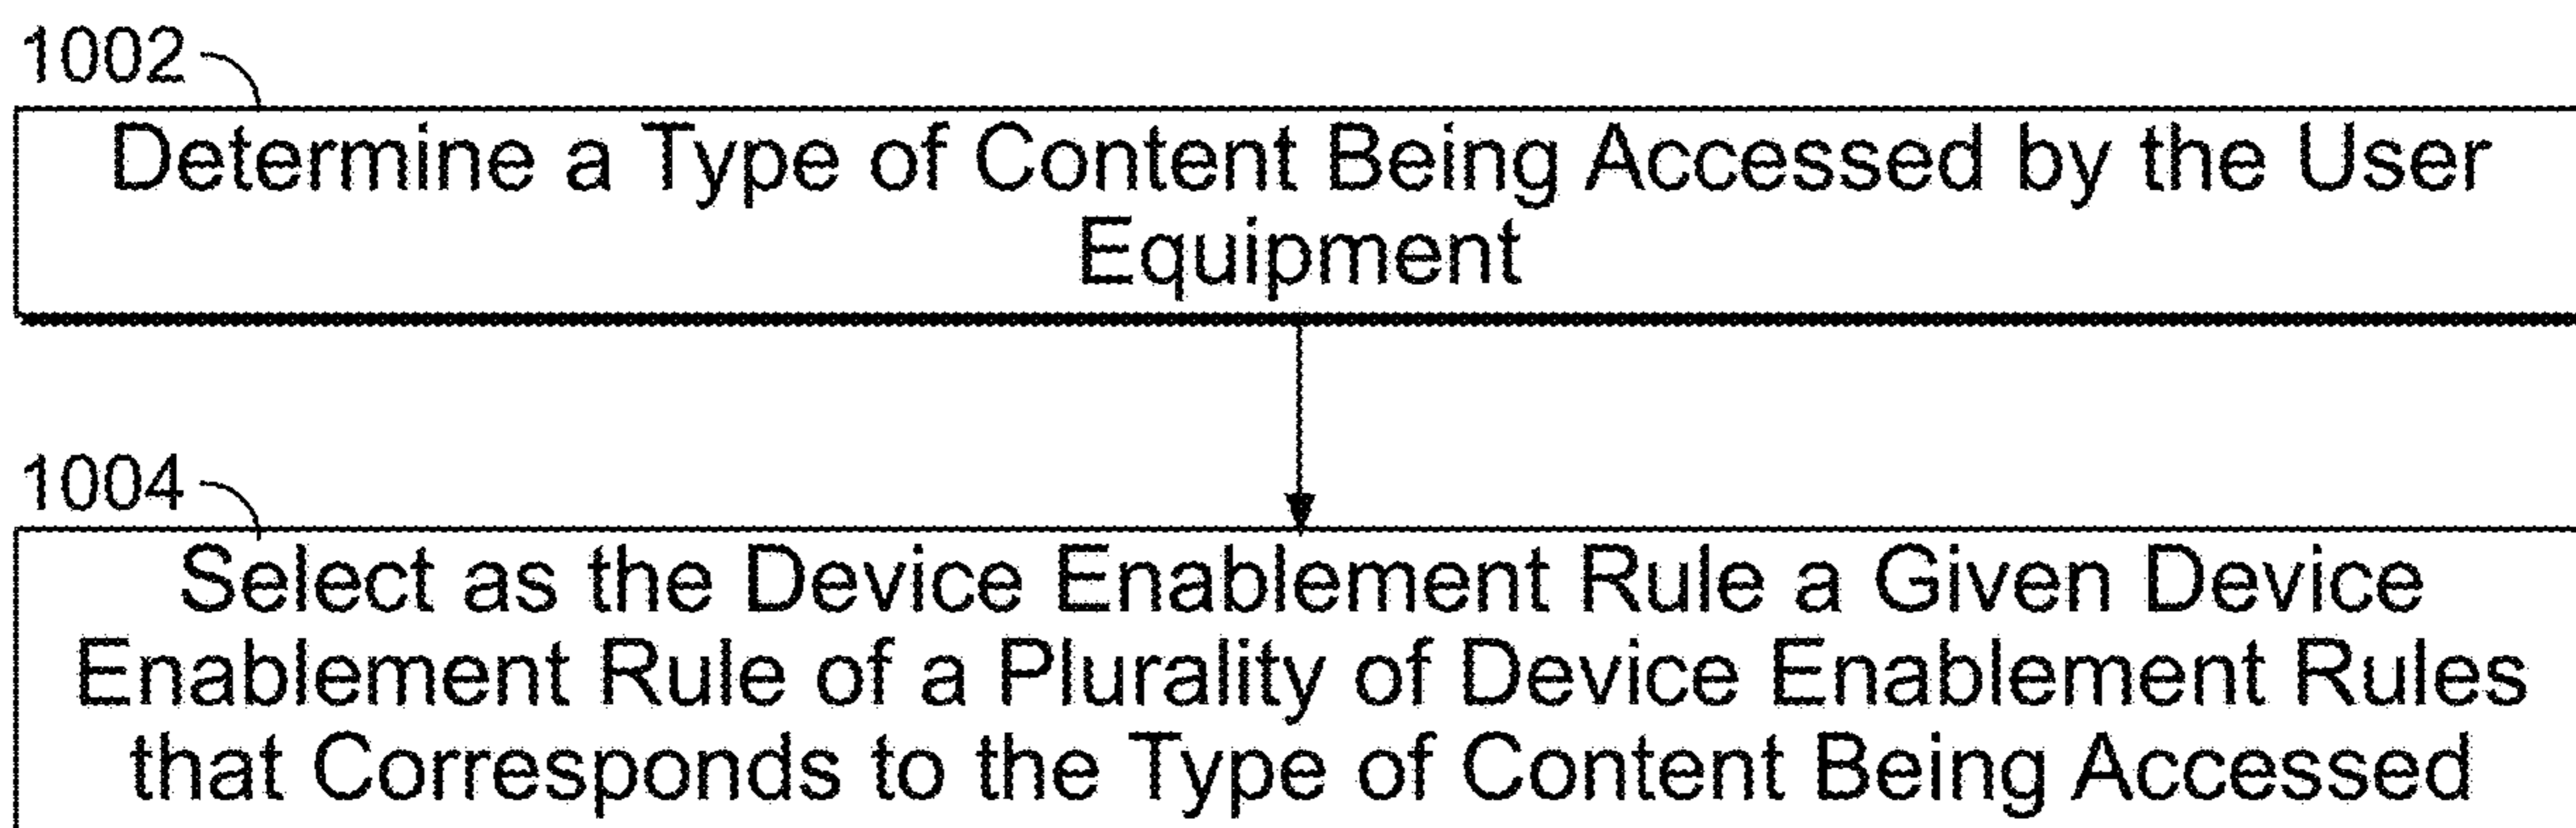 1002
Determine a Type of Content Being Accessed by the User
Equipment
1004
Select as the Device Enablement Rule a Given Device
Enablement Rule of a Plurality of Device Enablement Rules
that Corresponds to the Type of Content Being Accessed